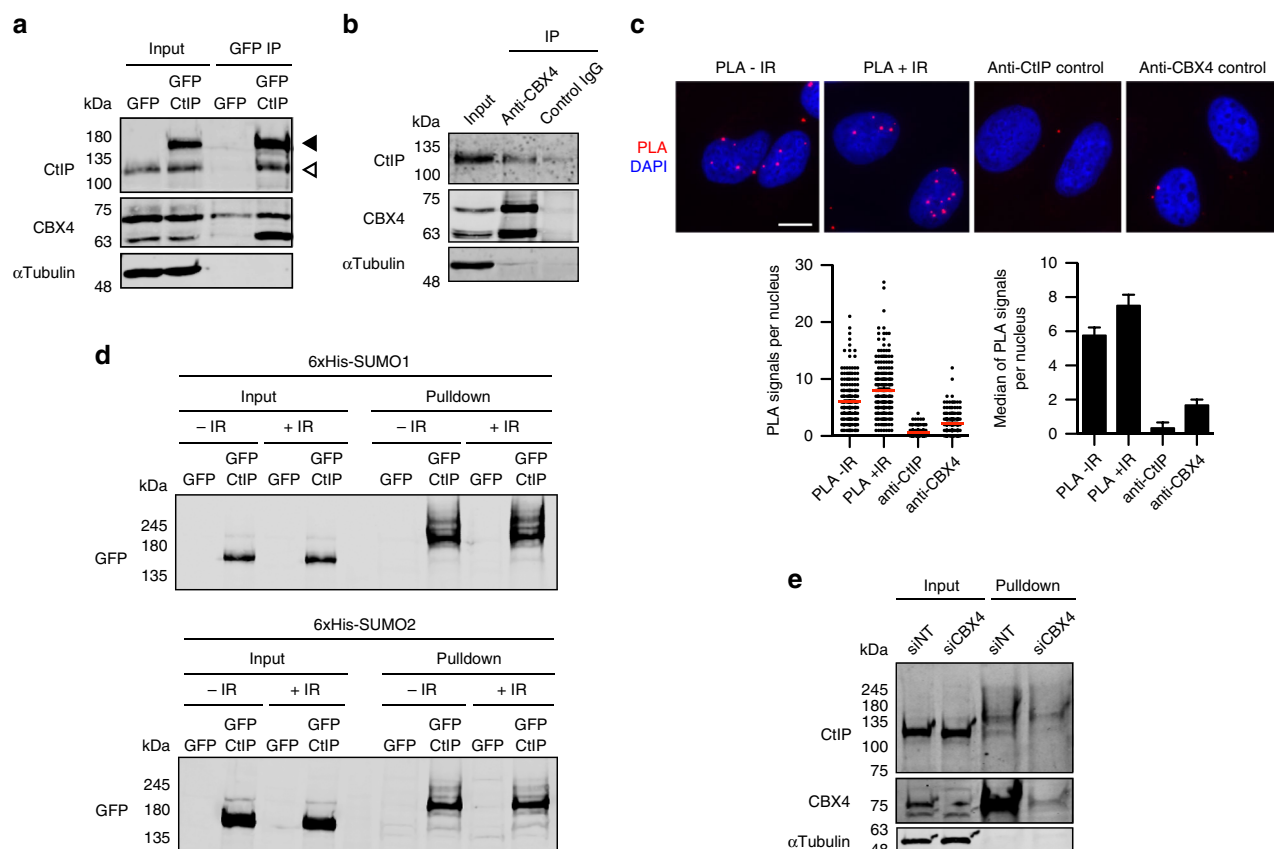 a
Input GFP IP
GFP GFP
kDa GFP CtIP GFP CtIP
180
135
CtIP
100
75
CBX4
63
αTubulin
48
b
IP
kDa Input Anti-CBX4 Control IgG
135
CtIP
100
75
CBX4
63
αTubulin
48
c
PLA - IR PLA + IR Anti-CtIP control Anti-CBX4 control
PLA
DAPI
PLA signals per nucleus
30
20
10
0
PLA -IR PLA +IR anti-CtIP anti-CBX4
Median of PLA signals
per nucleus
10
8
6
4
2
0
PLA -IR PLA +IR anti-CtIP anti-CBX4
d
6xHis-SUMO1
Input Pulldown
– IR + IR – IR + IR
GFP GFP GFP GFP
kDa GFP CtIP GFP CtIP GFP CtIP GFP CtIP
245
180
GFP
135
6xHis-SUMO2
Input Pulldown
– IR + IR – IR + IR
GFP GFP GFP GFP
kDa GFP CtIP GFP CtIP GFP CtIP GFP CtIP
245
GFP 180
135
e
Input Pulldown
kDa siNT siCBX4 siNT siCBX4
245
180
135
CtIP
100
75
CBX4 75
63
αTubulin
48